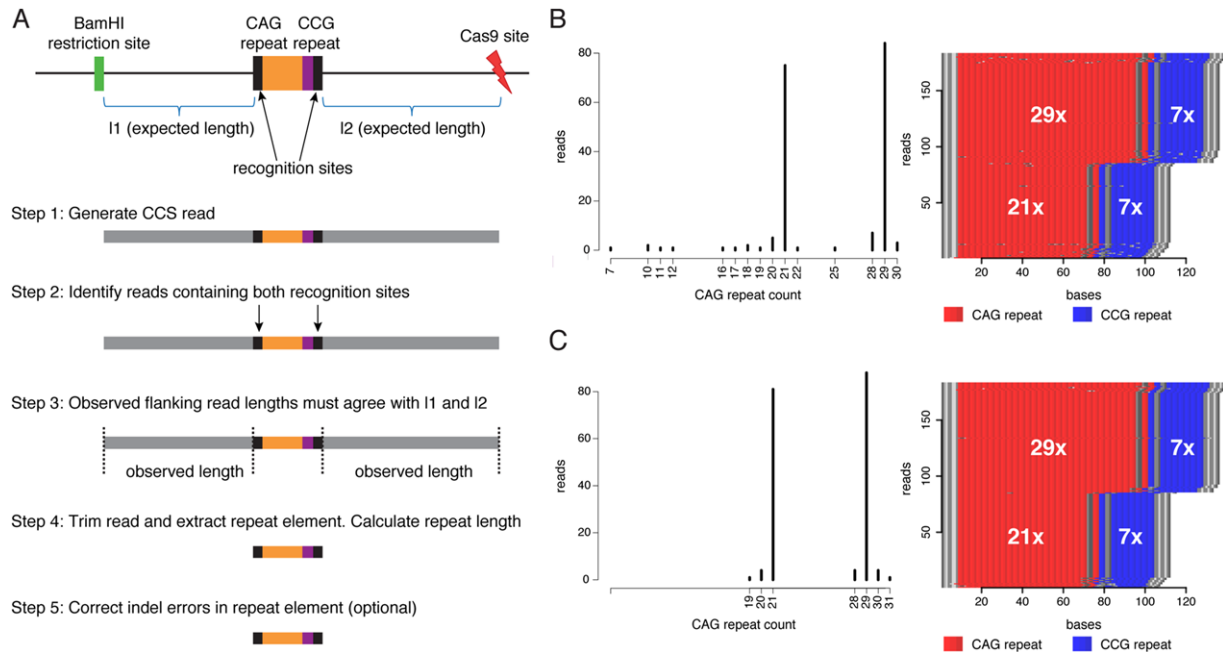 A
BamHI
restriction site
CAG
repeat
CCG
repeat
Cas9 site
l1 (expected length)
l2 (expected length)
recognition sites
Step 1: Generate CCS read
Step 2: Identify reads containing both recognition sites
Step 3: Observed flanking read lengths must agree with l1 and l2
observed length
observed length
Step 4: Trim read and extract repeat element. Calculate repeat length
Step 5: Correct indel errors in repeat element (optional)
B
reads
80
60
40
20
0
7
10
11
12
16
17
18
19
20
21
22
25
28
29
30
CAG repeat count
reads
150
100
50
29x
7x
21x
7x
20
40
60
80
100
120
bases
CAG repeat
CCG repeat
C
reads
80
60
40
20
0
19
20
21
28
29
30
31
CAG repeat count
reads
150
100
50
29x
7x
21x
7x
20
40
60
80
100
120
bases
CAG repeat
CCG repeat